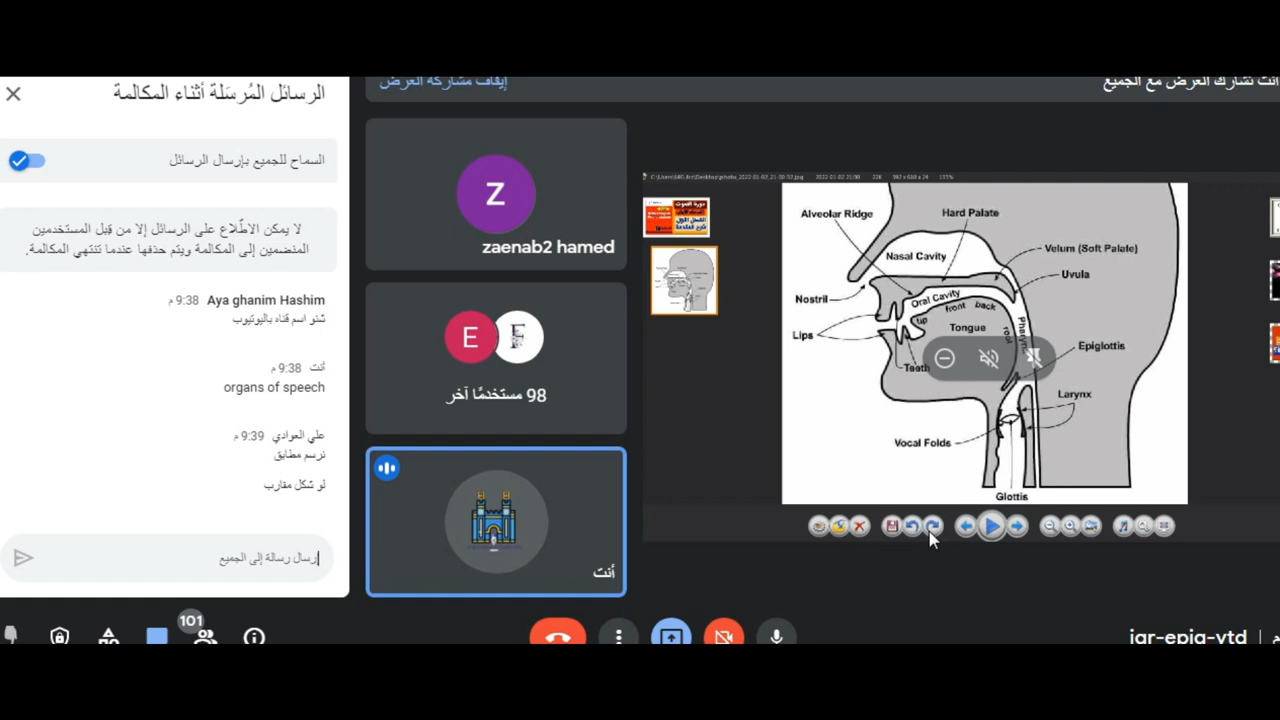 الرسائل المُرسَلة أثناء المكالمة
السماح للجميع بإرسال الرسائل
لا يمكن الاطّلاع على الرسائل إلا من قِبل المستخدمين
المنضمين إلى المكالمة ويتم حذفها عندما تنتهي المكالمة.
Aya ghanim Hashim 9:38 م
شنو اسم قناه باليوتيوب
أنت 9:38 م
organs of speech
علي العوادي 9:39 م
نرسم مطابق
لو شكل مقارب
إرسال رسالة إلى الجميع
101
إيقاف مشاركة العرض
أنت تشارك العرض مع الجميع
Z
zaenab2 hamed
E
F
98 مستخدمًا آخر
أنت
Alveolar Ridge
Hard Palate
Nasal Cavity
Velum (Soft Palate)
Uvula
Nostril
Oral Cavity
tip
front
back
root
Lips
Tongue
Pharynx
Epiglottis
Teeth
Larynx
Vocal Folds
Glottis
iqr-epiq-vtd